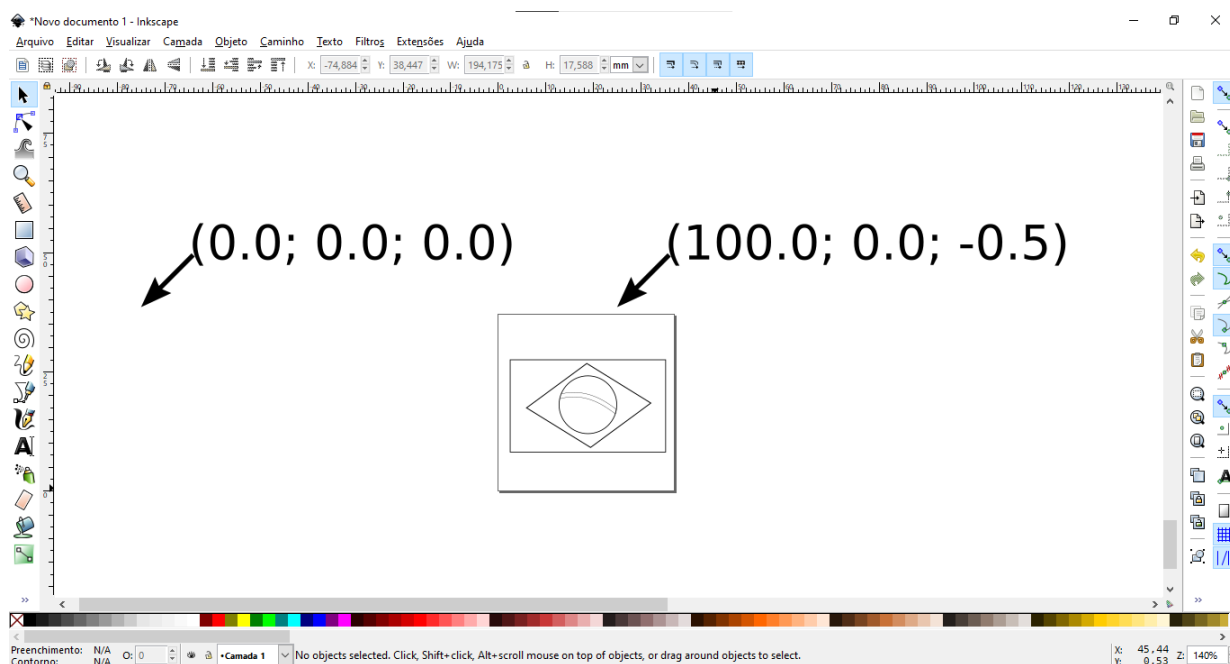 *Novo documento 1 - Inkscape
Arquivo Editar Visualizar Camada Objeto Caminho Texto Filtros Extensões Ajuda
X: -74,884 Y: 38,447 W: 194,175 H: 17,588 mm
(0.0; 0.0; 0.0) (100.0; 0.0; -0.5)
Preenchimento: N/A
Contorno: N/A
O: 0
•Camada 1
No objects selected. Click, Shift+click, Alt+scroll mouse on top of objects, or drag around objects to select.
X: 45,44
Y: 0,53
Z: 140%